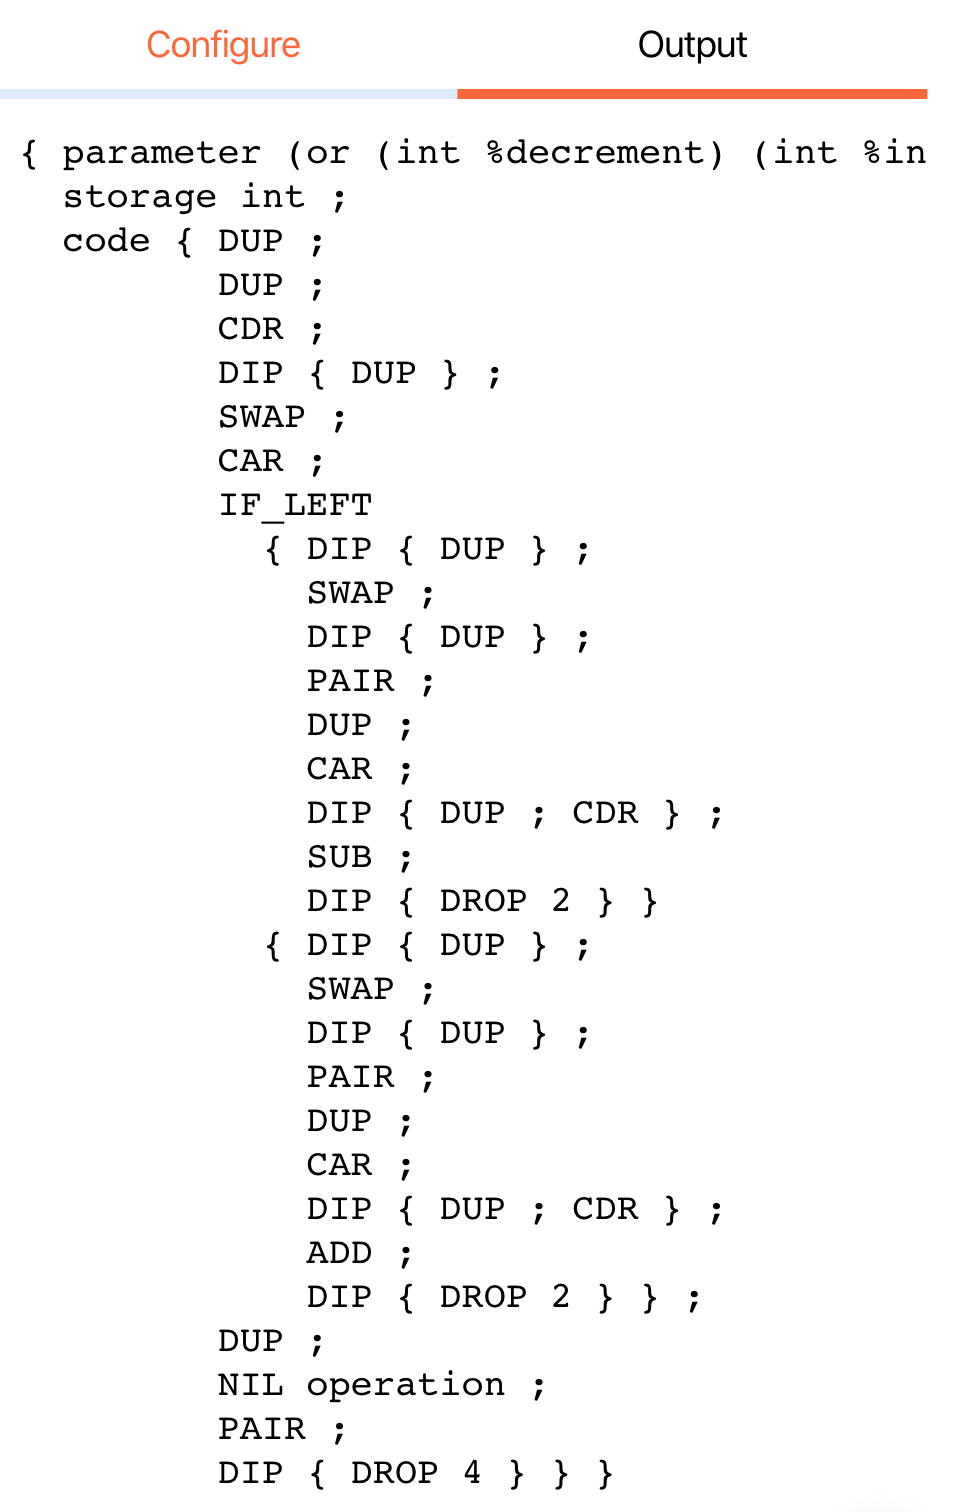 Configure Output
{ parameter (or (int %decrement) (int %in
storage int ;
code { DUP ;
DUP ;
CDR ;
DIP { DUP } ;
SWAP ;
CAR ;
IF_LEFT
{ DIP { DUP } ;
SWAP ;
DIP { DUP } ;
PAIR ;
DUP ;
CAR ;
DIP { DUP ; CDR } ;
SUB ;
DIP { DROP 2 } }
{ DIP { DUP } ;
SWAP ;
DIP { DUP } ;
PAIR ;
DUP ;
CAR ;
DIP { DUP ; CDR } ;
ADD ;
DIP { DROP 2 } } ;
DUP ;
NIL operation ;
PAIR ;
DIP { DROP 4 } } }